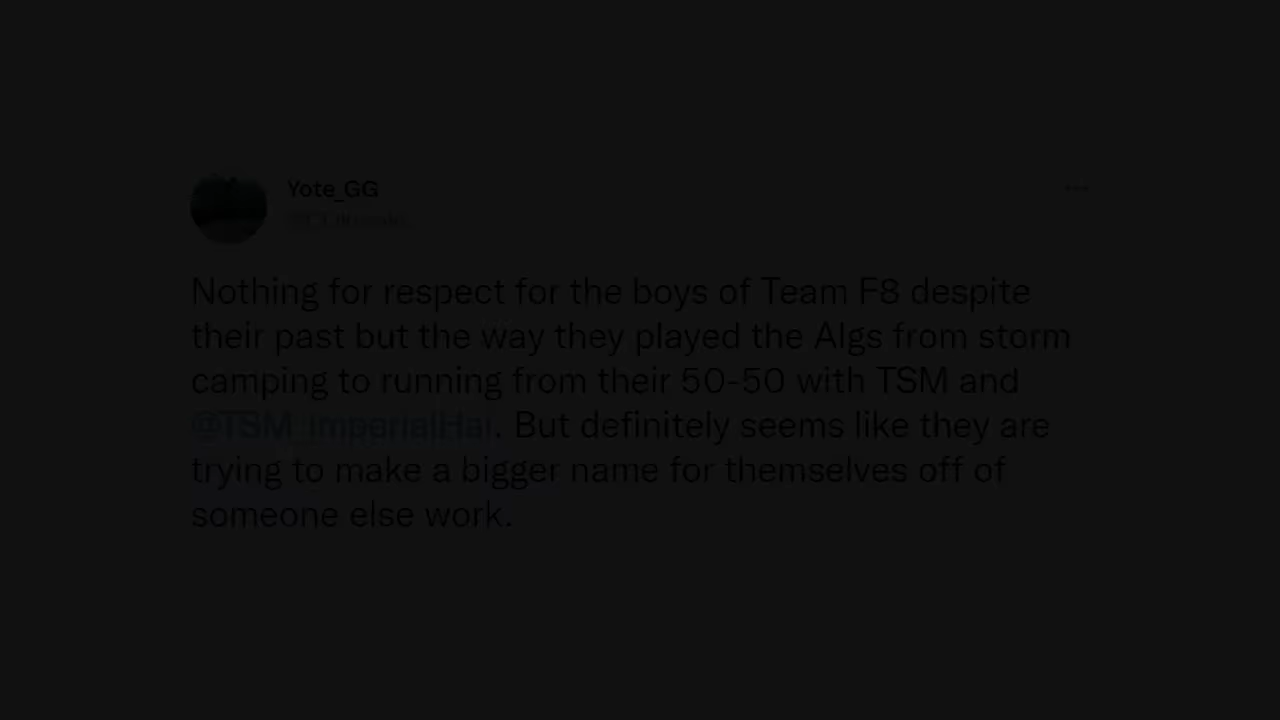 Yote_GG
Nothing for respect for the boys of Team F8 despite
their past but the way they played the Algs from storm
camping to running from their 50-50 with TSM and
@TSM_ImperialHal. But definitely seems like they are
trying to make a bigger name for themselves off of
someone else work.